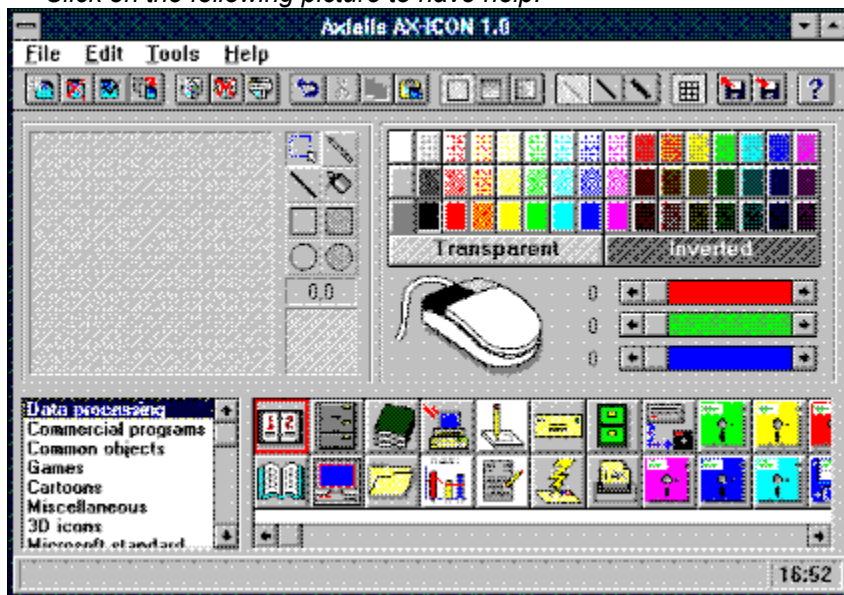 Click on the following picture to have help.
Axialis AX-ICON 1.0
File Edit Tools Help
?
Transparent Inverted
0,0
0
0
0
Data processing
Commercial programs
Common objects
Games
Cartoons
Miscellaneous
3D icons
Microsoft standard
1 2
16:52